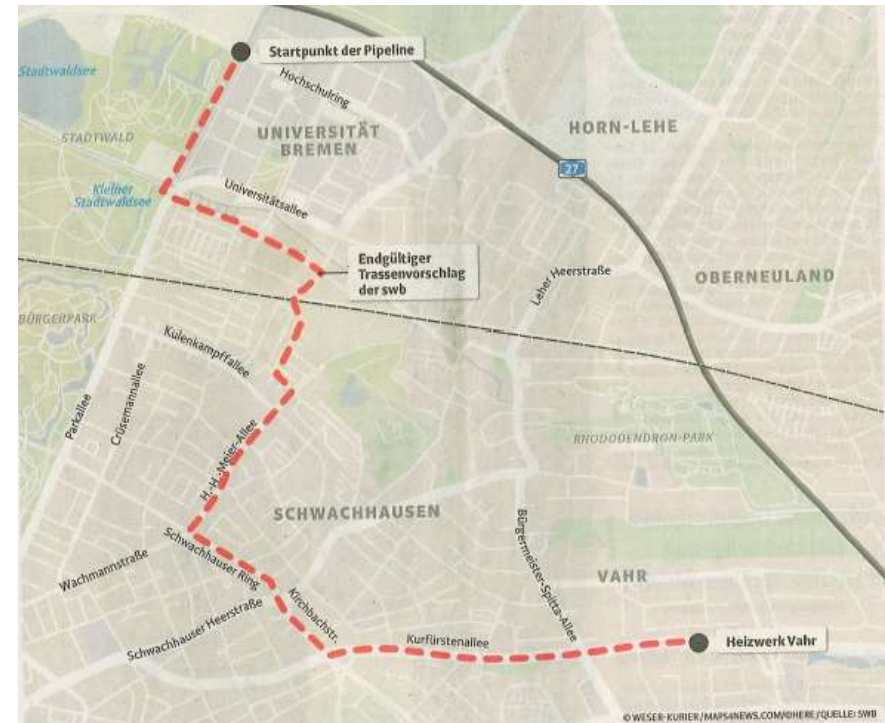 Startpunkt der Pipeline
Stadtwaldsee
Hochschulring
STADTWALD
UNIVERSITÄT
BREMEN
HORN-LEHE
27
Kleiner
Stadtwaldsee
Universitätsallee
Endgültiger
Trassenvorschlag
der swb
Leher Heerstraße
OBERNEULAND
BÜRGERPARK
Kulenkampffallee
Parkallee
Crüsemannallee
H.-H.-Meier-Allee
RHODODENDRON-PARK
SCHWACHHAUSEN
Bürgermeister-Spitta-Allee
Wachmannstraße
Schwachhauser Ring
VAHR
Kirchbachstr.
Schwachhauser Heerstraße
Kurfürstenallee
Heizwerk Vahr
© WESER-KURIER/MAPS4NEWS.COM/©HERE/QUELLE: SWB